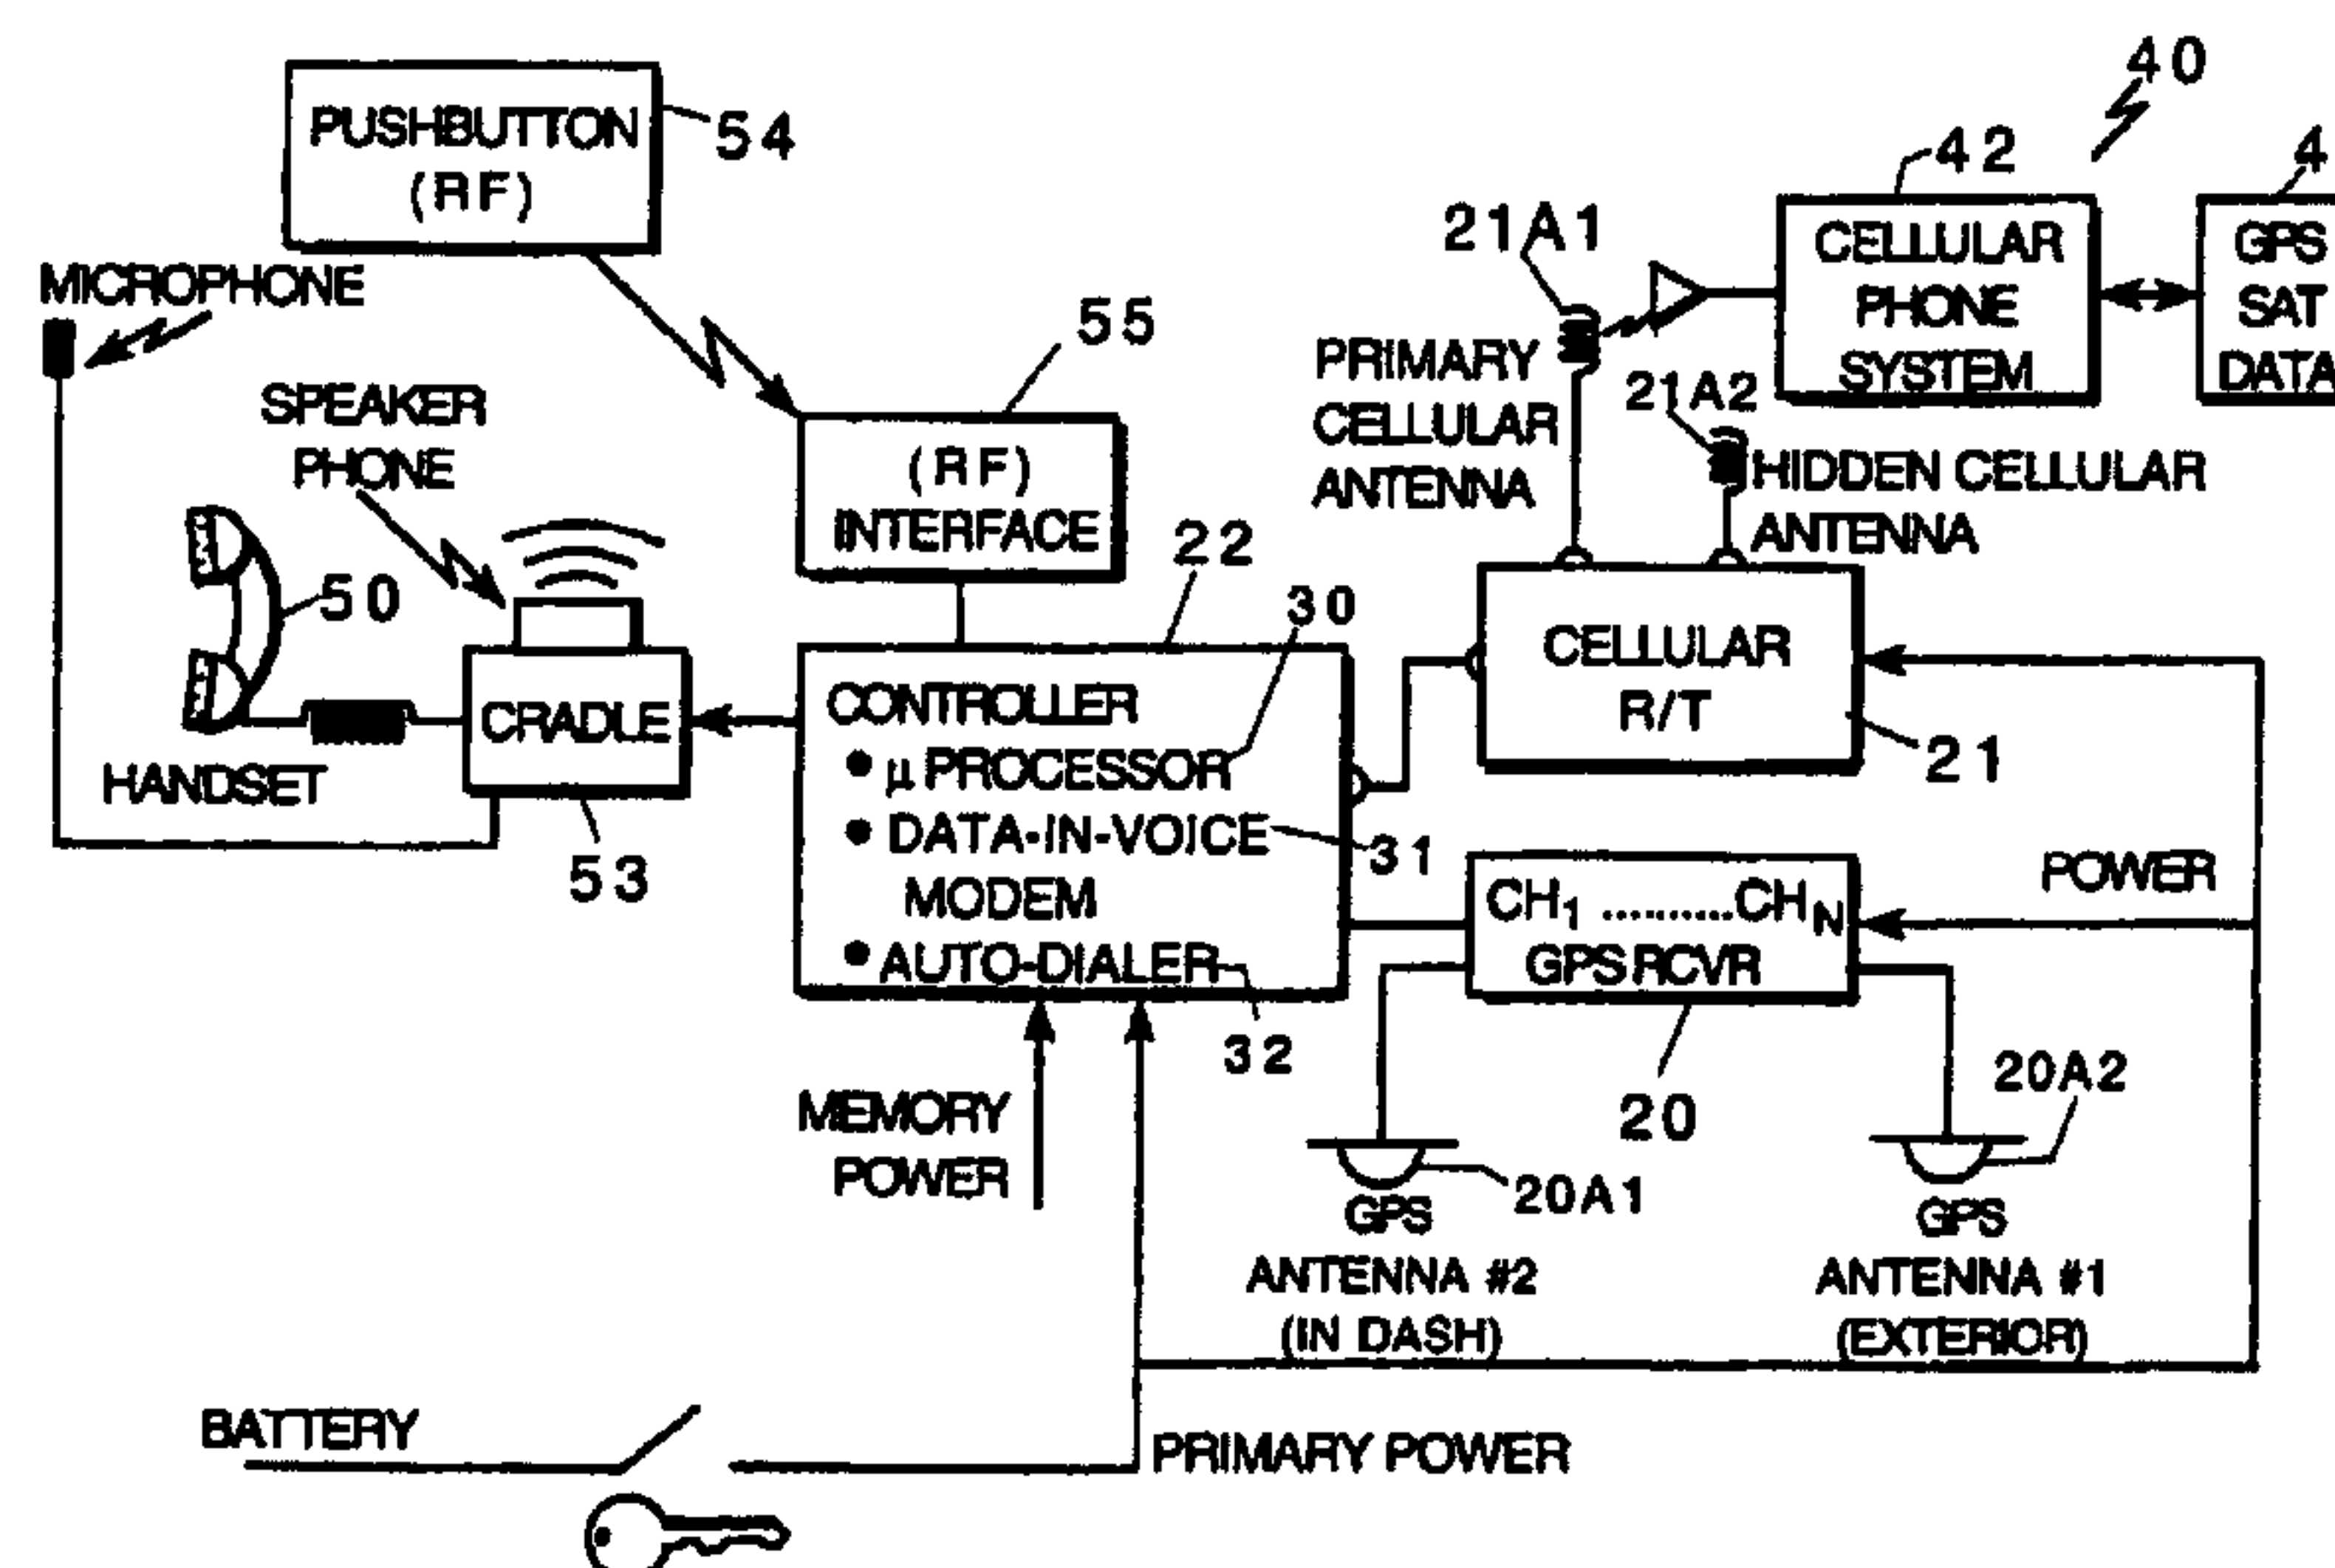 PUSHBUTTON
(RF)
54
MICROPHONE
SPEAKER
PHONE
50
HANDSET
CRADLE
53
55
(RF)
INTERFACE
22
CONTROLLER
● µ PROCESSOR
● DATA-IN-VOICE
MODEM
● AUTO-DIALER
30
31
32
MEMORY
POWER
40
42
CELLULAR
PHONE
SYSTEM
4
GPS
SAT
DATA
21A1
PRIMARY
CELLULAR
ANTENNA
21A2
HIDDEN CELLULAR
ANTENNA
CELLULAR
R/T
21
POWER
CH1 ..........CHN
GPS RCVR
20
20A1
GPS
ANTENNA #2
(IN DASH)
20A2
GPS
ANTENNA #1
(EXTERIOR)
BATTERY
PRIMARY POWER